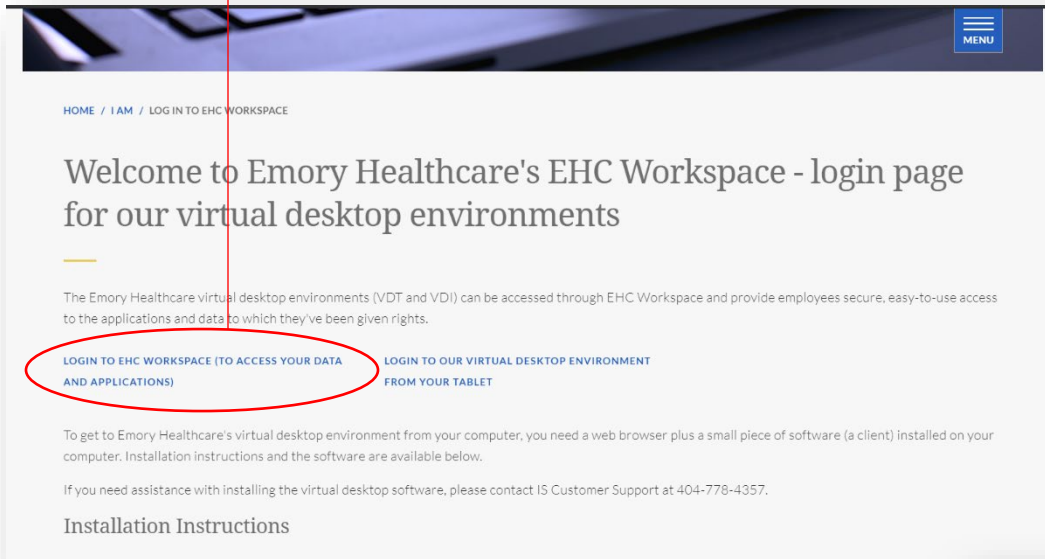 MENU
HOME / I AM / LOG IN TO EHC WORKSPACE
Welcome to Emory Healthcare's EHC Workspace - login page
for our virtual desktop environments
The Emory Healthcare virtual desktop environments (VDT and VDI) can be accessed through EHC Workspace and provide employees secure, easy-to-use access
to the applications and data to which they've been given rights.
LOGIN TO EHC WORKSPACE (TO ACCESS YOUR DATA
AND APPLICATIONS)
LOGIN TO OUR VIRTUAL DESKTOP ENVIRONMENT
FROM YOUR TABLET
To get to Emory Healthcare's virtual desktop environment from your computer, you need a web browser plus a small piece of software (a client) installed on your
computer. Installation instructions and the software are available below.
If you need assistance with installing the virtual desktop software, please contact IS Customer Support at 404-778-4357.
Installation Instructions